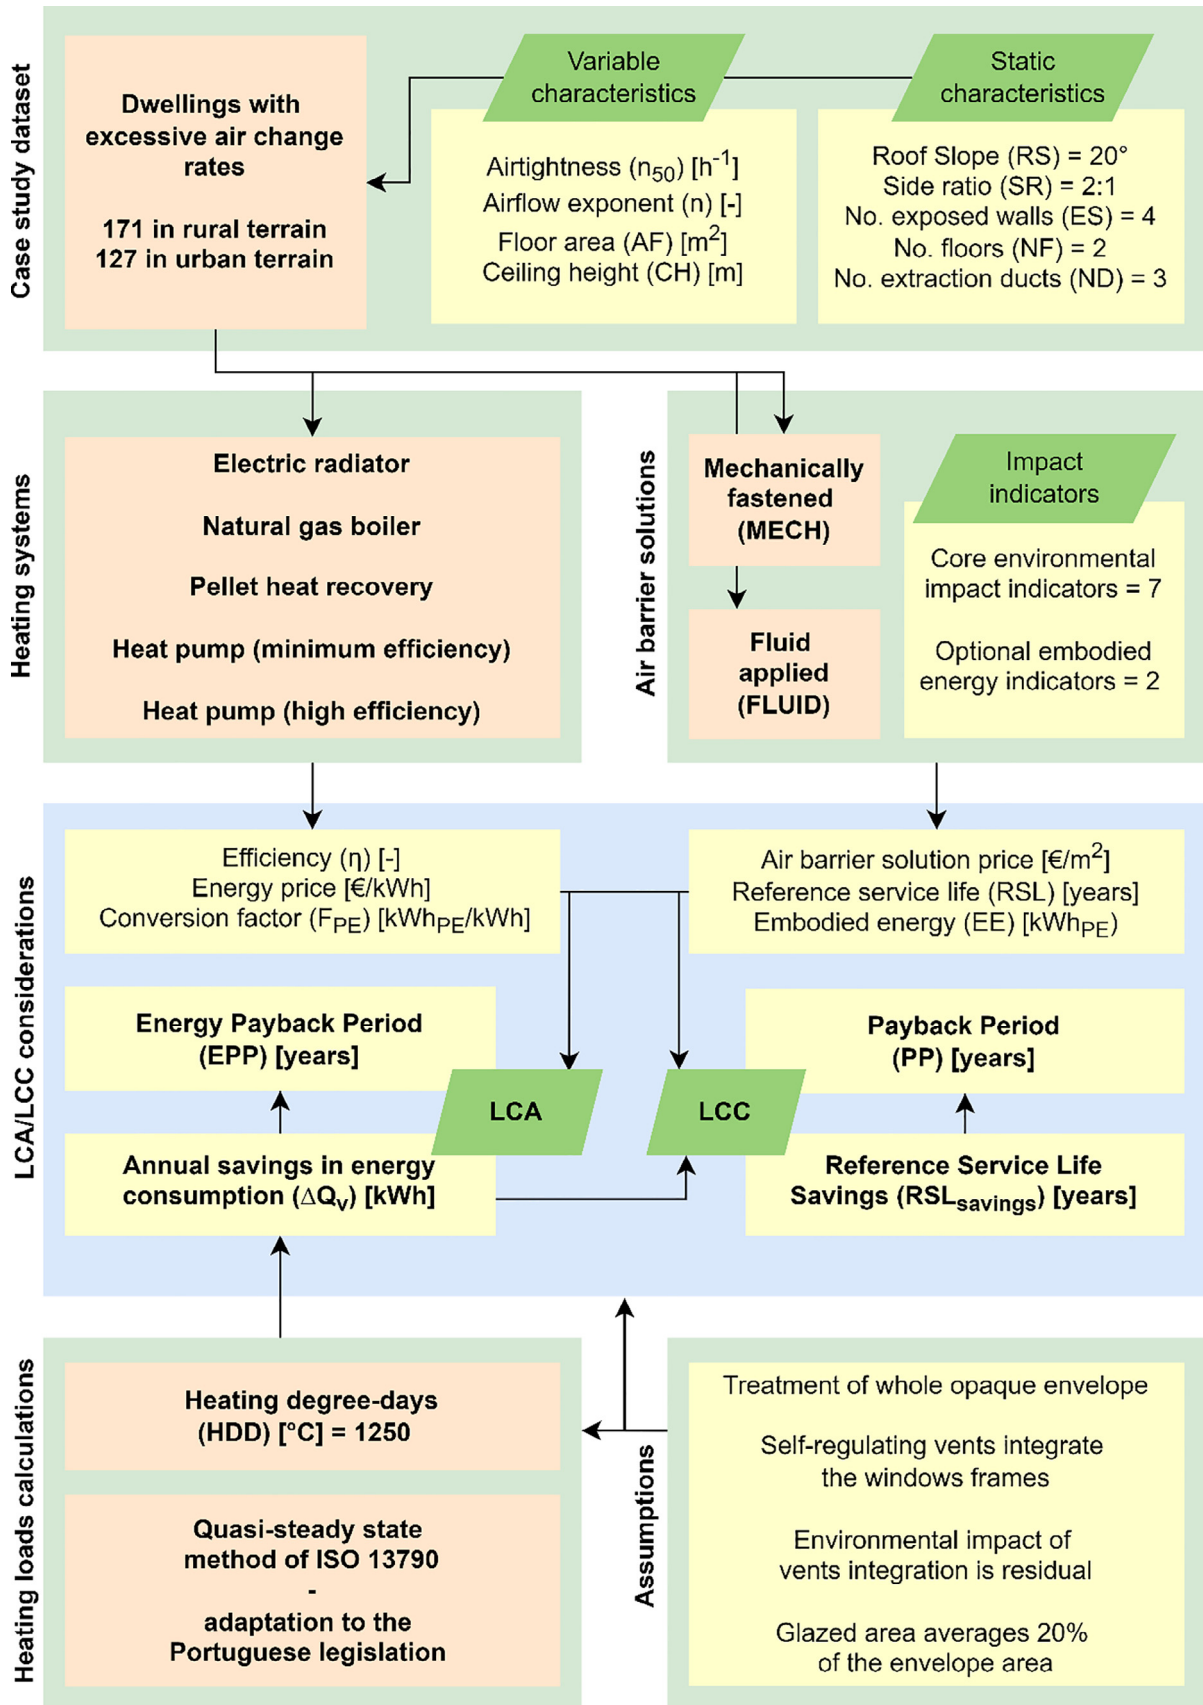 Case study dataset
Dwellings with
excessive air change
rates
171 in rural terrain
127 in urban terrain
Variable
characteristics
Airtightness (n50) [h-1]
Airflow exponent (n) [-]
Floor area (AF) [m2]
Ceiling height (CH) [m]
Static
characteristics
Roof Slope (RS) = 20°
Side ratio (SR) = 2:1
No. exposed walls (ES) = 4
No. floors (NF) = 2
No. extraction ducts (ND) = 3
Heating systems
Electric radiator
Natural gas boiler
Pellet heat recovery
Heat pump (minimum efficiency)
Heat pump (high efficiency)
Air barrier solutions
Mechanically
fastened
(MECH)
Fluid
applied
(FLUID)
Impact
indicators
Core environmental
impact indicators = 7
Optional embodied
energy indicators = 2
LCA/LCC considerations
Efficiency (η) [-]
Energy price [€/kWh]
Conversion factor (FPE) [kWhPE/kWh]
Air barrier solution price [€/m2]
Reference service life (RSL) [years]
Embodied energy (EE) [kWhPE)
Energy Payback Period
(EPP) [years]
LCA
Annual savings in energy
consumption (ΔQv) [kWh]
Payback Period
(PP) [years]
LCC
Reference Service Life
Savings (RSLsavings) [years]
Heating loads calculations
Heating degree-days
(HDD) [°C] = 1250
Quasi-steady state
method of ISO 13790
-
adaptation to the
Portuguese legislation
Assumptions
Treatment of whole opaque envelope
Self-regulating vents integrate
the windows frames
Environmental impact of
vents integration is residual
Glazed area averages 20%
of the envelope area